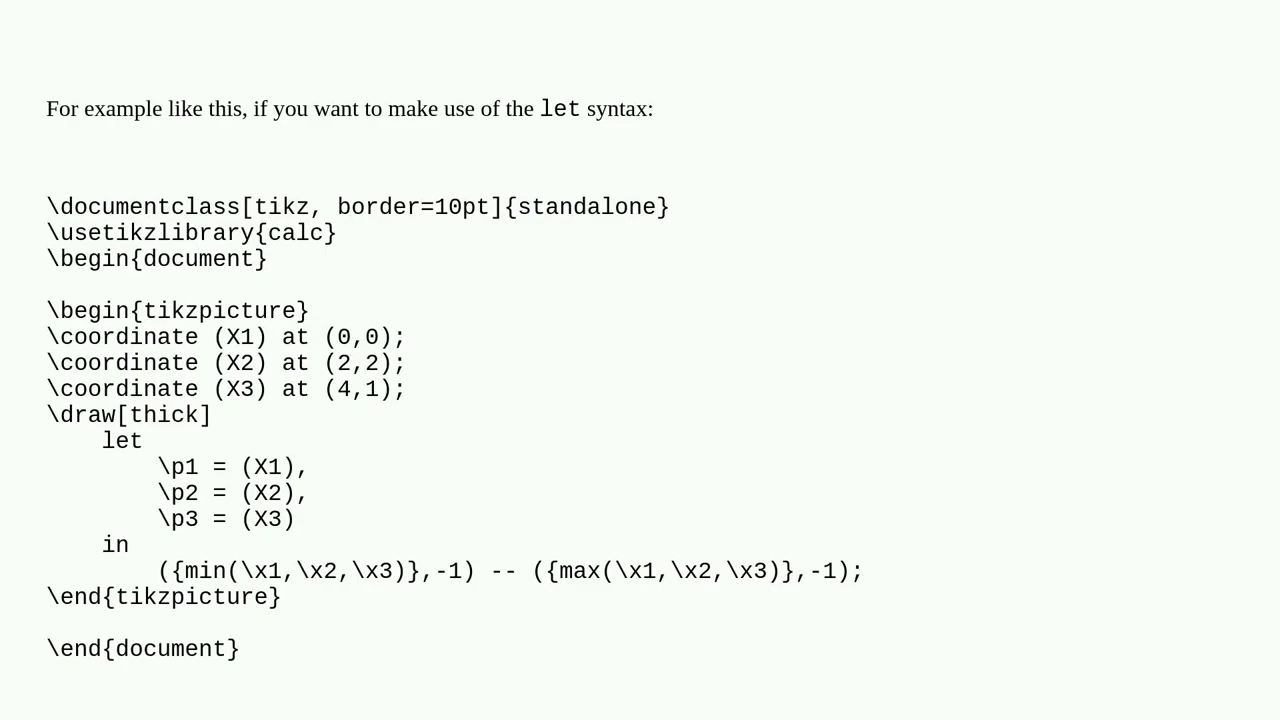 For example like this, if you want to make use of the let syntax:
\documentclass[tikz, border=10pt]{standalone}
\usetikzlibrary{calc}
\begin{document}
\begin{tikzpicture}
\coordinate (X1) at (0,0);
\coordinate (X2) at (2,2);
\coordinate (X3) at (4,1);
\draw[thick]
    let
        \p1 = (X1),
        \p2 = (X2),
        \p3 = (X3)
    in
        ({min(\x1,\x2,\x3)},-1) -- ({max(\x1,\x2,\x3)},-1);
\end{tikzpicture}
\end{document}